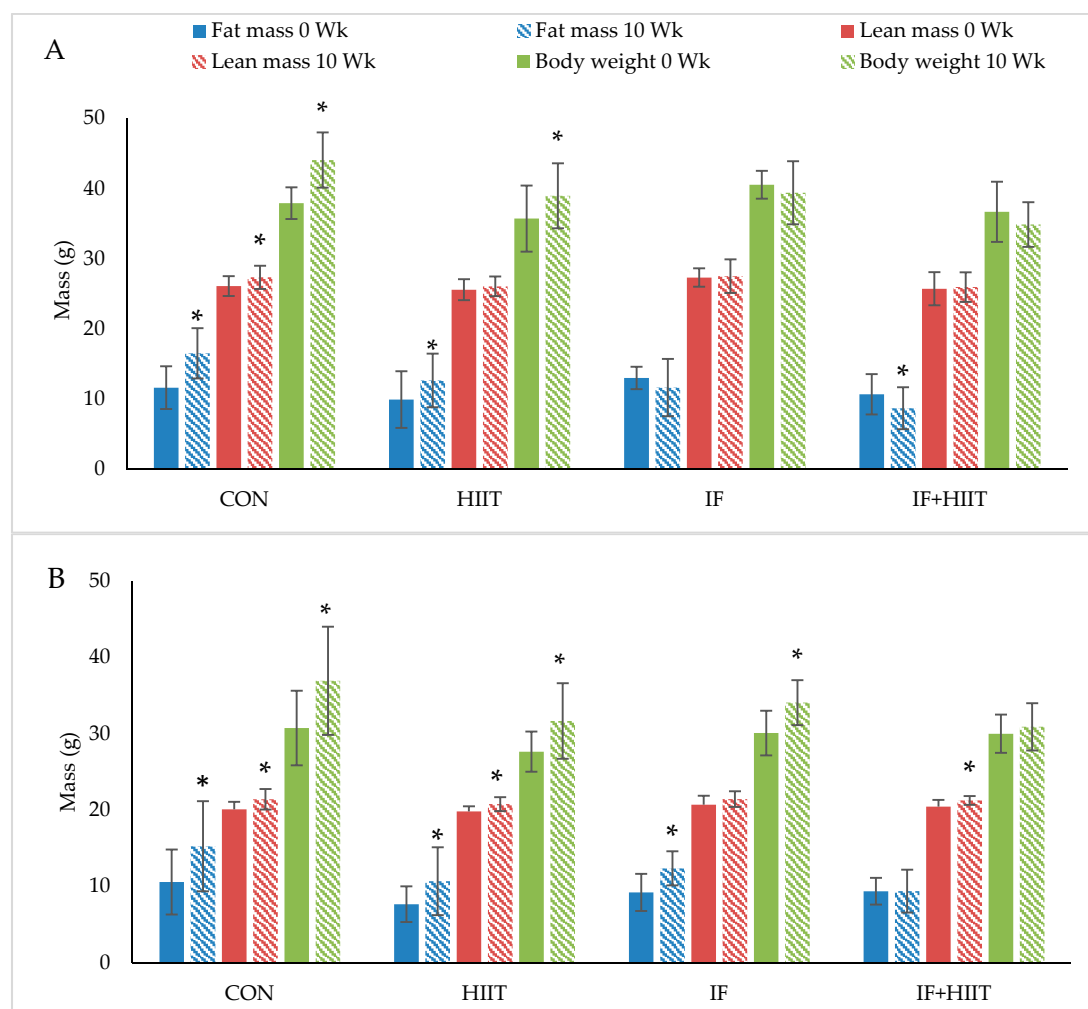 A
Fat mass 0 Wk Fat mass 10 Wk Lean mass 0 Wk
Lean mass 10 Wk Body weight 0 Wk Body weight 10 Wk
50
40
30
20
10
0
Mass (g)
* * * * * *
CON HIIT IF IF+HIIT
B
50
40
30
20
10
0
Mass (g)
* * * * * * * * *
CON HIIT IF IF+HIIT